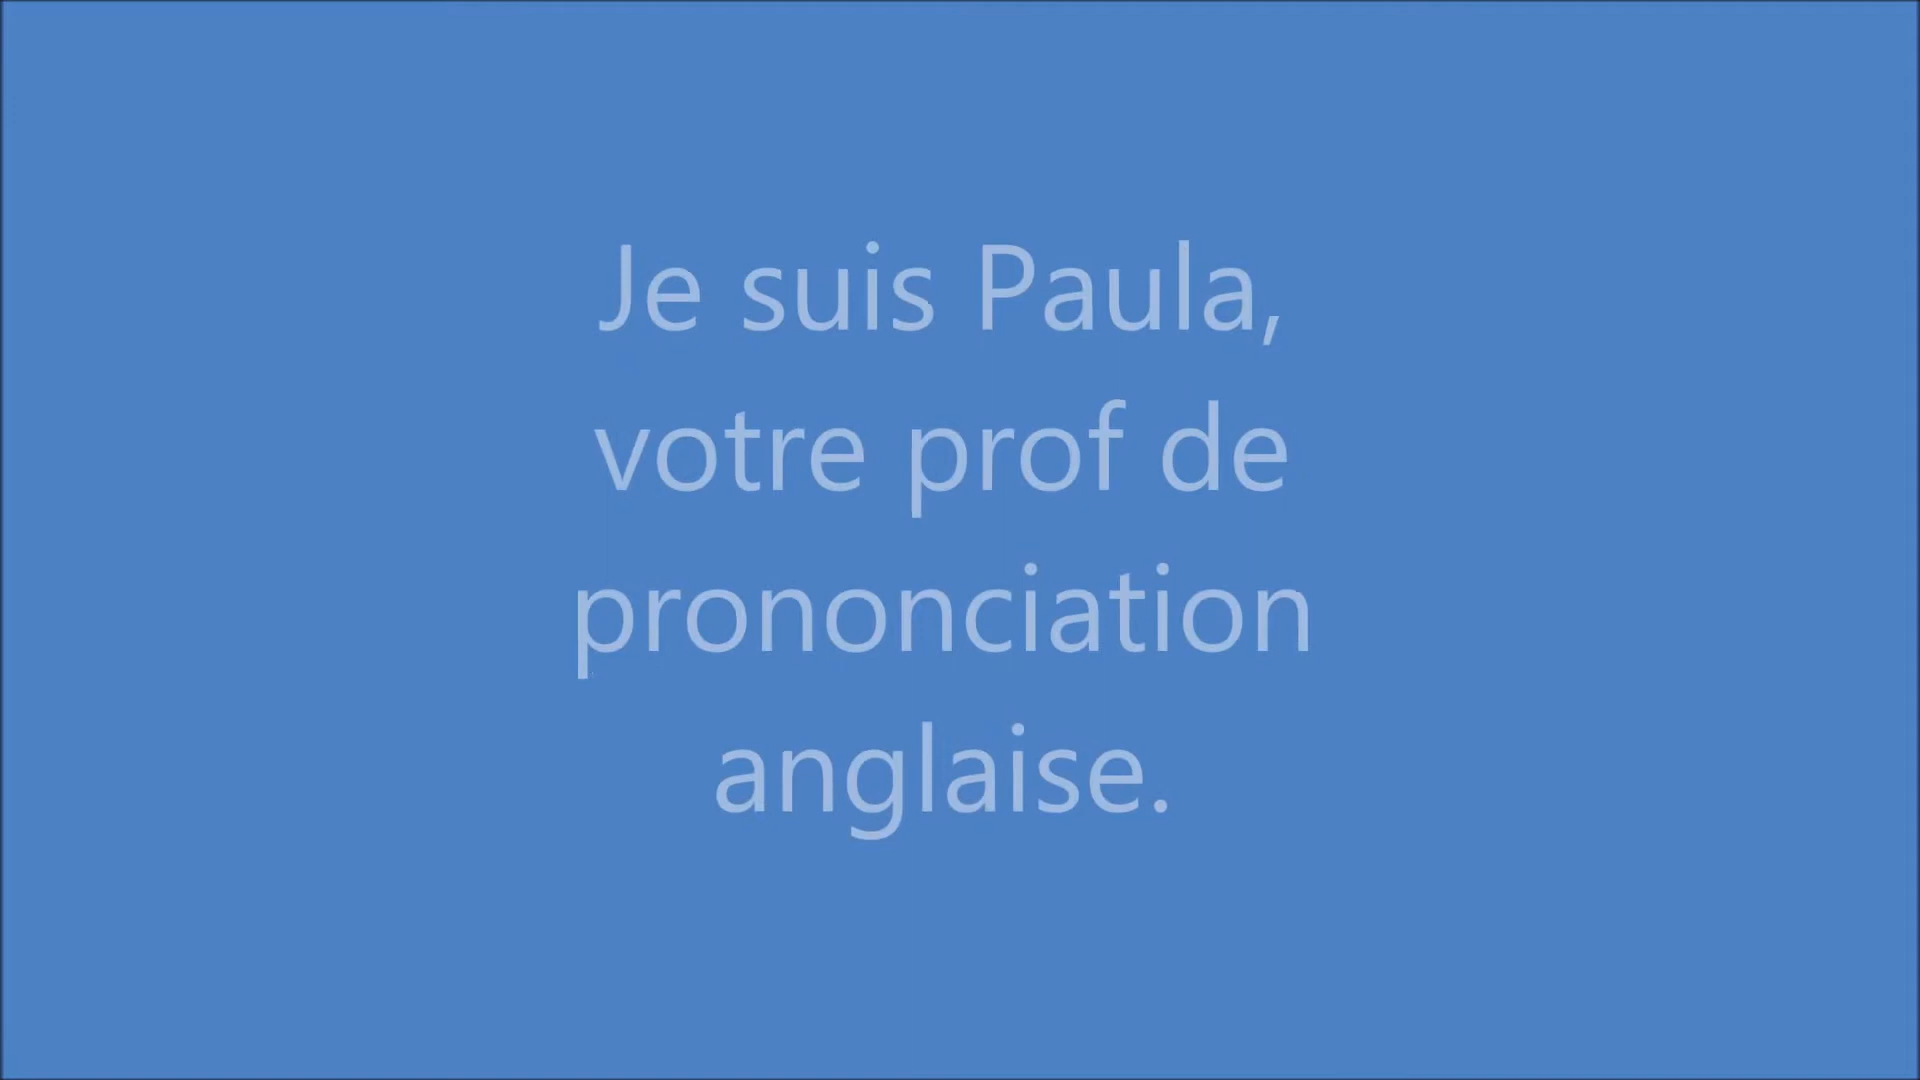 Je suis Paula,
votre prof de
prononciation
anglaise.